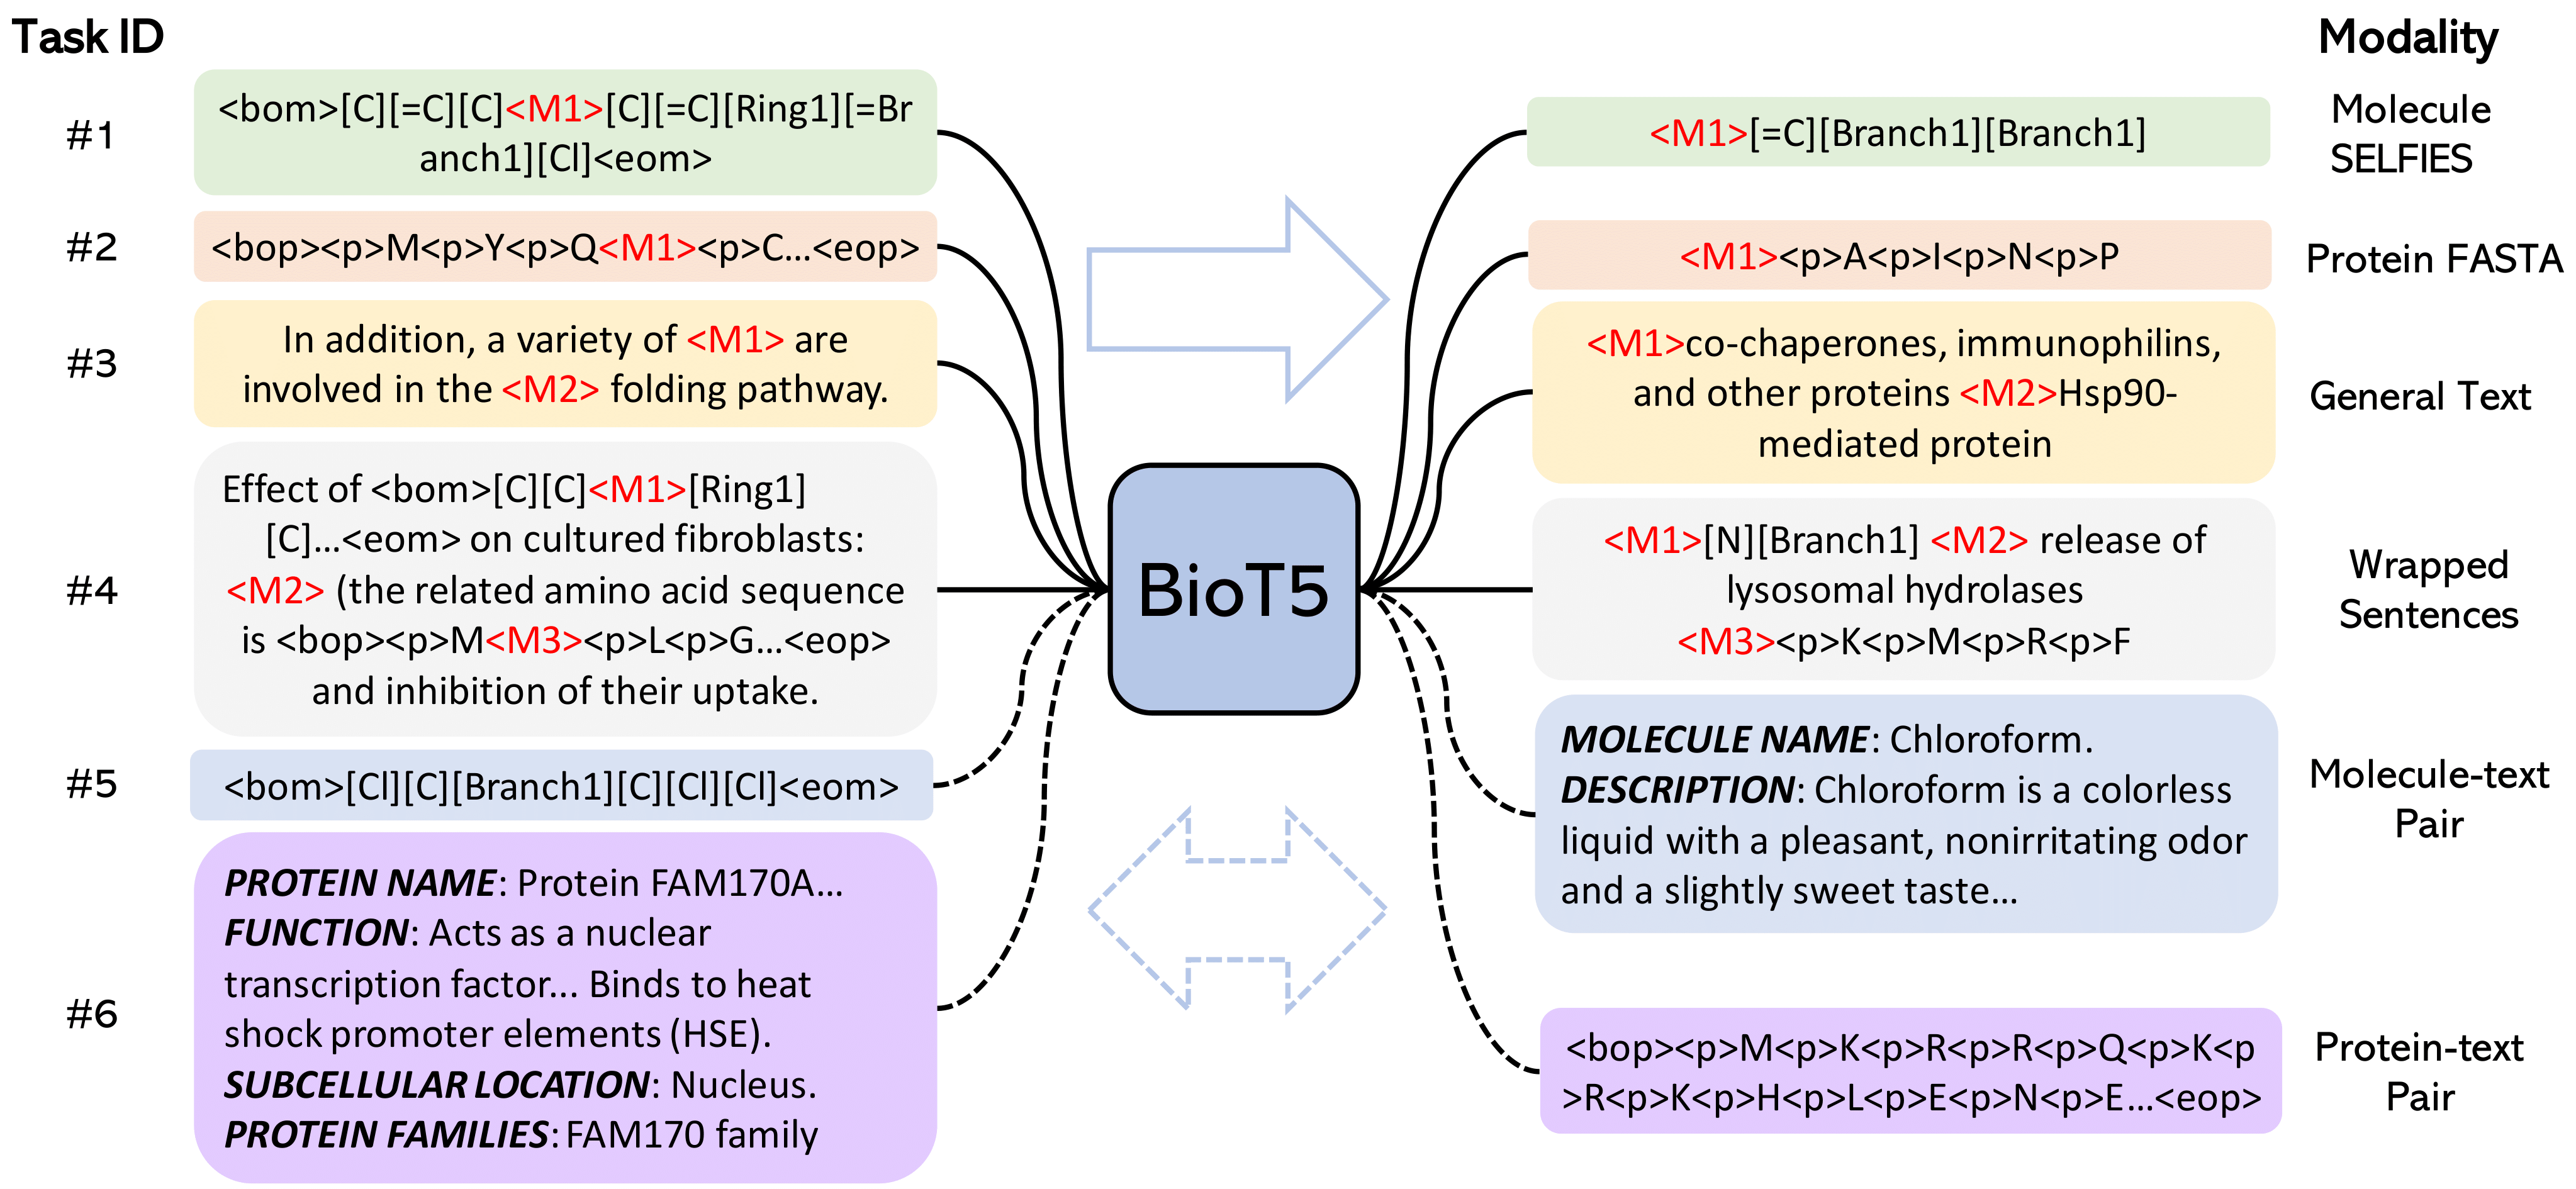 Task ID
Modality
#1
<bom>[C][=C][C]<M1>[C][=C][Ring1][=Br
anch1][Cl]<eom>
<M1>[=C][Branch1][Branch1]
Molecule
SELFIES
#2
<bop><p>M<p>Y<p>Q<M1><p>C...<eop>
<M1><p>A<p>I<p>N<p>P
Protein FASTA
#3
In addition, a variety of <M1> are
involved in the <M2> folding pathway.
<M1>co-chaperones, immunophilins,
and other proteins <M2>Hsp90-
mediated protein
General Text
#4
Effect of <bom>[C][C]<M1>[Ring1]
[C]...<eom> on cultured fibroblasts:
<M2> (the related amino acid sequence
is <bop><p>M<M3><p>L<p>G...<eop>
and inhibition of their uptake.
BioT5
<M1>[N][Branch1] <M2> release of
lysosomal hydrolases
<M3><p>K<p>M<p>R<p>F
Wrapped
Sentences
#5
<bom>[Cl][C][Branch1][C][Cl][Cl]<eom>
MOLECULE NAME: Chloroform.
DESCRIPTION: Chloroform is a colorless
liquid with a pleasant, nonirritating odor
and a slightly sweet taste...
Molecule-text
Pair
#6
PROTEIN NAME: Protein FAM170A...
FUNCTION: Acts as a nuclear
transcription factor... Binds to heat
shock promoter elements (HSE).
SUBCELLULAR LOCATION: Nucleus.
PROTEIN FAMILIES: FAM170 family
<bop><p>M<p>K<p>R<p>R<p>Q<p>K<p
>R<p>K<p>H<p>L<p>E<p>N<p>E...<eop>
Protein-text
Pair